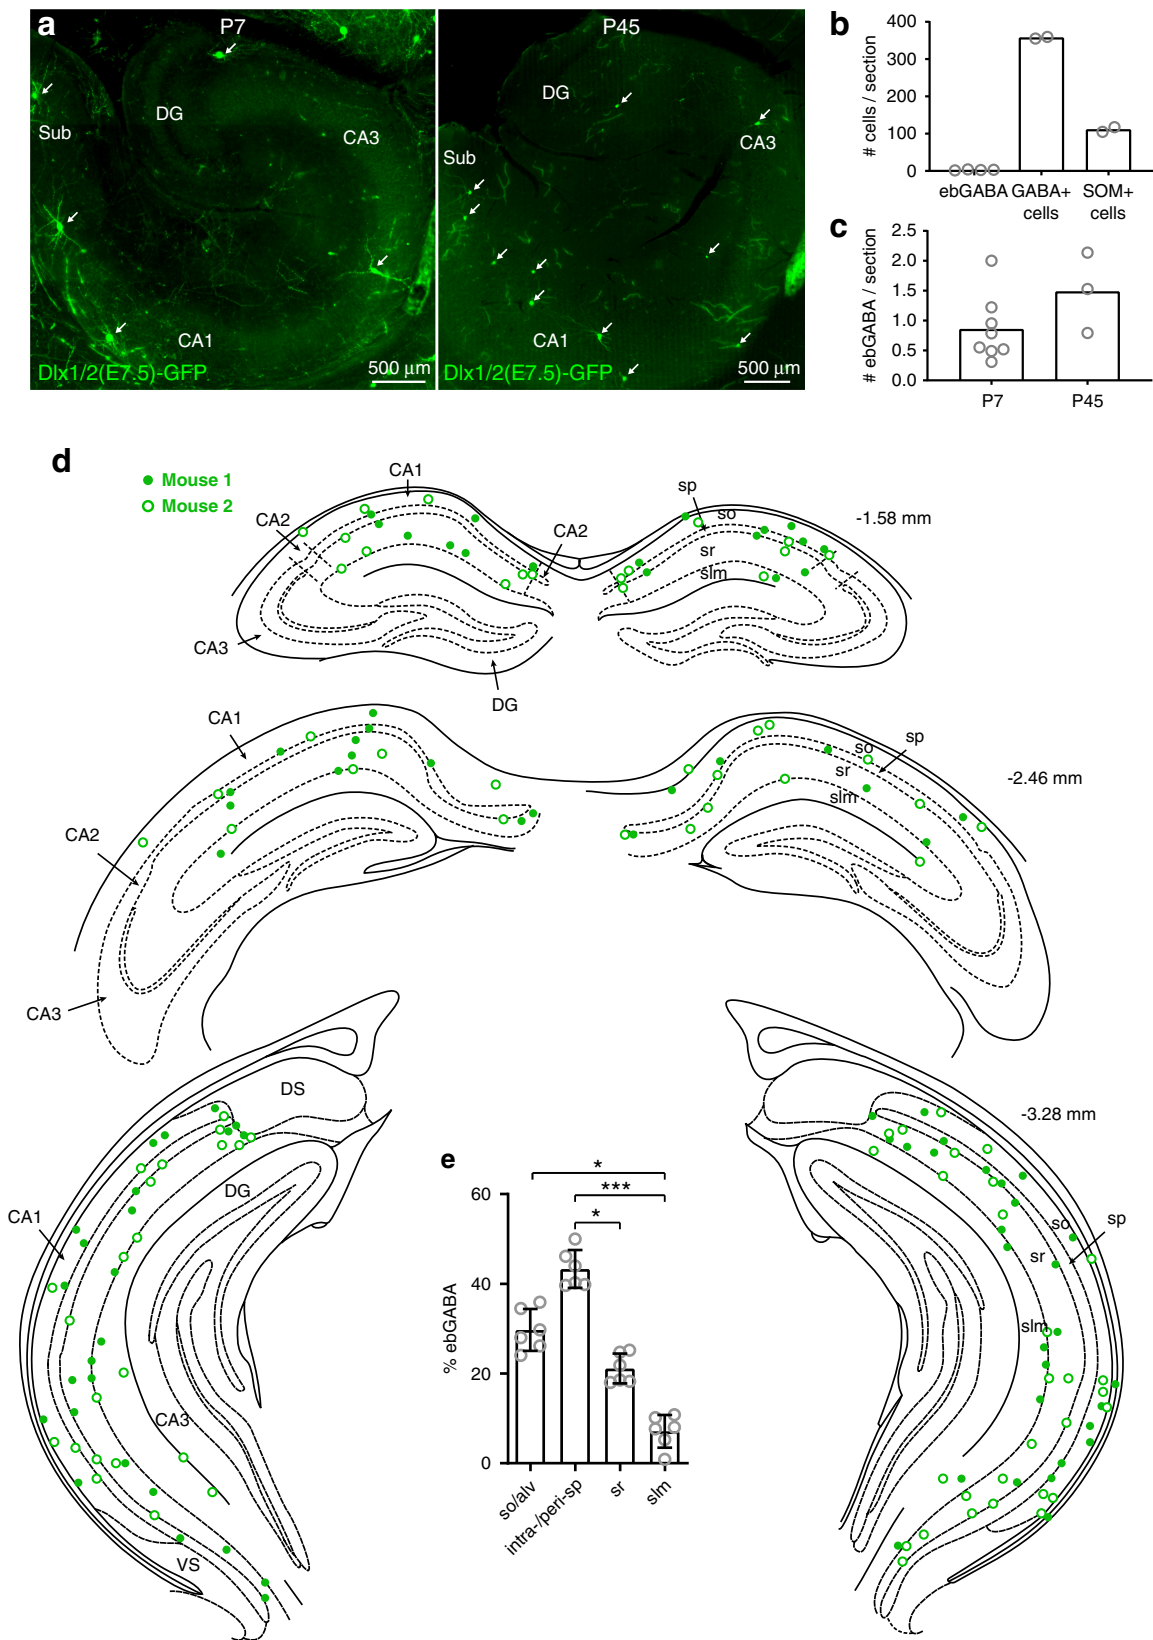 a
P7
DG
Sub
CA3
CA1
Dlx1/2(E7.5)-GFP
500 µm
P45
DG
CA3
Sub
CA1
Dlx1/2(E7.5)-GFP
500 µm
b
# cells / section
400
300
200
100
0
ebGABA
GABA+
cells
SOM+
cells
c
# ebGABA / section
2.5
2.0
1.5
1.0
0.5
0.0
P7
P45
d
Mouse 1
Mouse 2
CA1
CA2
CA2
CA3
DG
sp
so
sr
slm
-1.58 mm
CA1
CA2
CA3
so
sp
sr
slm
-2.46 mm
DS
DG
CA1
CA3
VS
-3.28 mm
so
sp
sr
slm
e
*
***
*
% ebGABA
60
40
20
0
so/alv
intra-/peri-sp
sr
slm